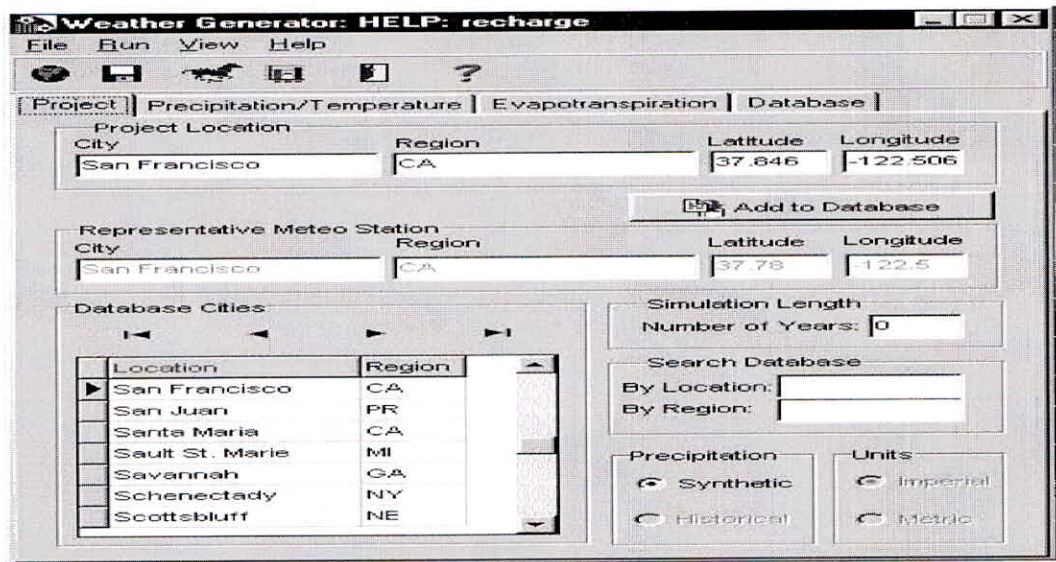 Weather Generator: HELP: recharge
File Run View Help
Project Precipitation/Temperature Evapotranspiration Database
Project Location
City Region Latitude Longitude
San Francisco CA 37.846 -122.506
Add to Database
Representative Meteo Station
City Region Latitude Longitude
San Francisco CA 37.78 -122.5
Database Cities
Location Region
San Francisco CA
San Juan PR
Santa Maria CA
Sault St. Marie MI
Savannah GA
Schenectady NY
Scottsbluff NE
Simulation Length
Number of Years: 0
Search Database
By Location:
By Region:
Precipitation
Synthetic
Historical
Units
Imperial
Metric